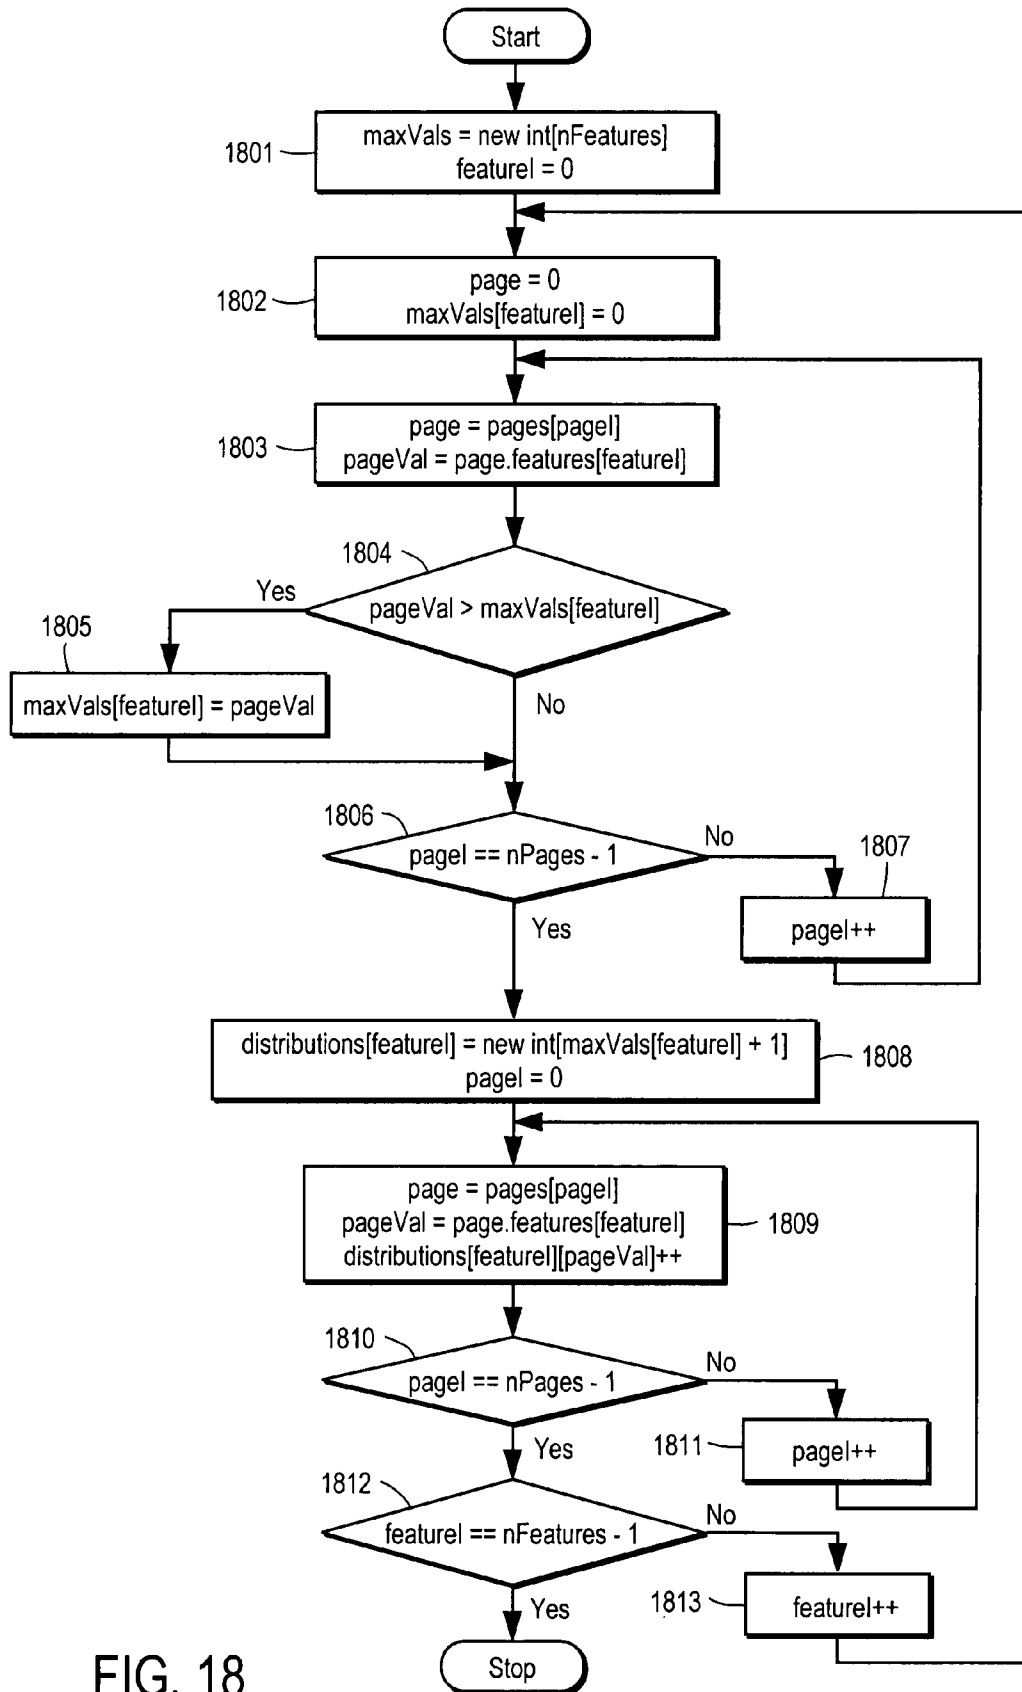 Start
1801
maxVals = new int[nFeatures]
featureI = 0
1802
page = 0
maxVals[featureI] = 0
1803
page = pages[pageI]
pageVal = page.features[featureI]
1804
Yes
pageVal > maxVals[featureI]
1805
maxVals[featureI] = pageVal
No
1806
pageI == nPages - 1
No
1807
pageI++
Yes
distributions[featureI] = new int[maxVals[featureI] + 1]
pageI = 0
1808
page = pages[pageI]
pageVal = page.features[featureI]
distributions[featureI][pageVal]++
1809
1810
pageI == nPages - 1
No
1811
pageI++
Yes
1812
featureI == nFeatures - 1
No
1813
featureI++
Yes
Stop
FIG. 18